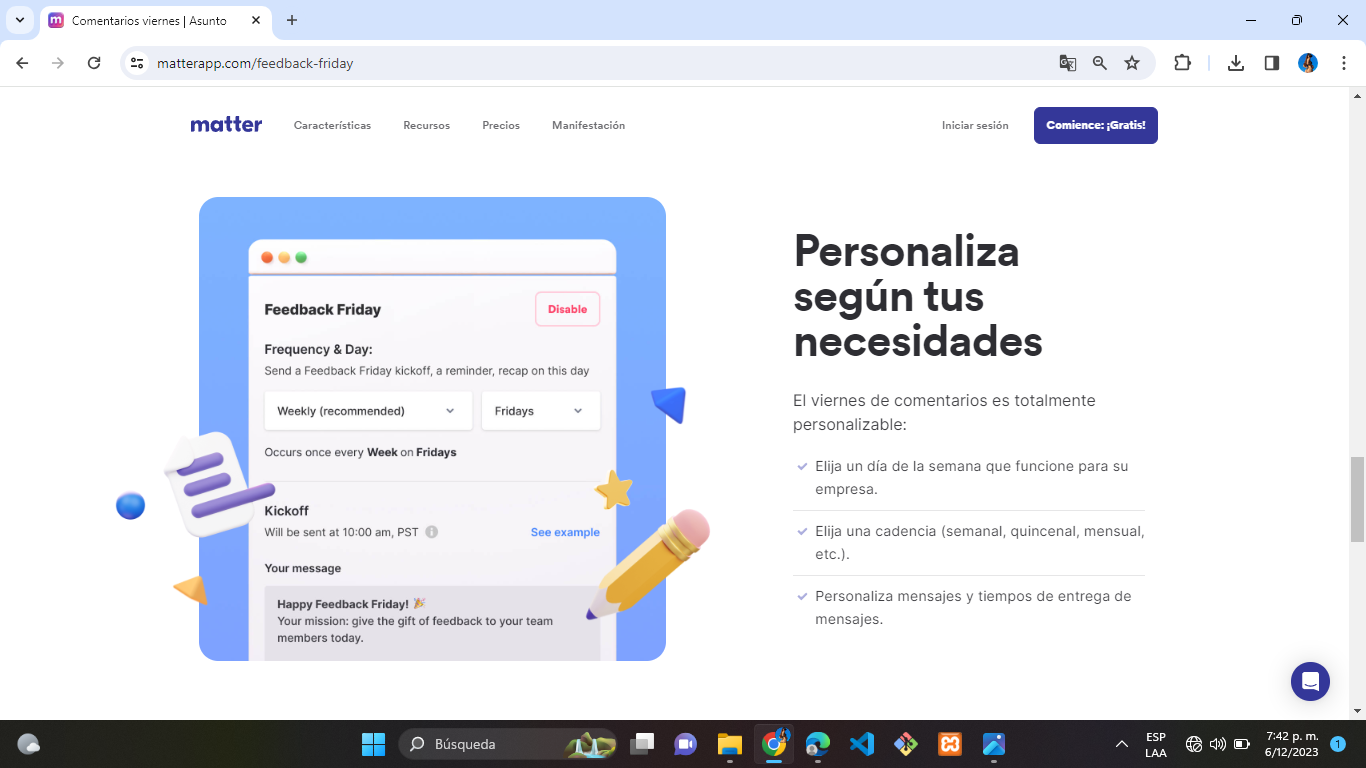 Comentarios viernes | Asunto
matterapp.com/feedback-friday
matter
Características
Recursos
Precios
Manifestación
Iniciar sesión
Comience: ¡Gratis!
Feedback Friday
Disable
Frequency & Day:
Send a Feedback Friday kickoff, a reminder, recap on this day
Weekly (recommended)
Fridays
Occurs once every Week on Fridays
Kickoff
Will be sent at 10:00 am, PST
See example
Your message
Happy Feedback Friday! 🎉
Your mission: give the gift of feedback to your team
members today.
Personaliza
según tus
necesidades
El viernes de comentarios es totalmente
personalizable:
Elija un día de la semana que funcione para su
empresa.
Elija una cadencia (semanal, quincenal, mensual,
etc.).
Personaliza mensajes y tiempos de entrega de
mensajes.
Búsqueda
ESP
LAA
7:42 p. m.
6/12/2023
1